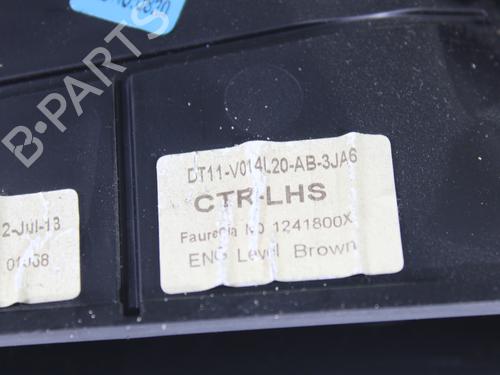 B-PARTS
DT11-V014L20-AB-3JA6
CTR-LHS
Faurecia NO 1241800X
ENG Level Brown
2-Jul-13